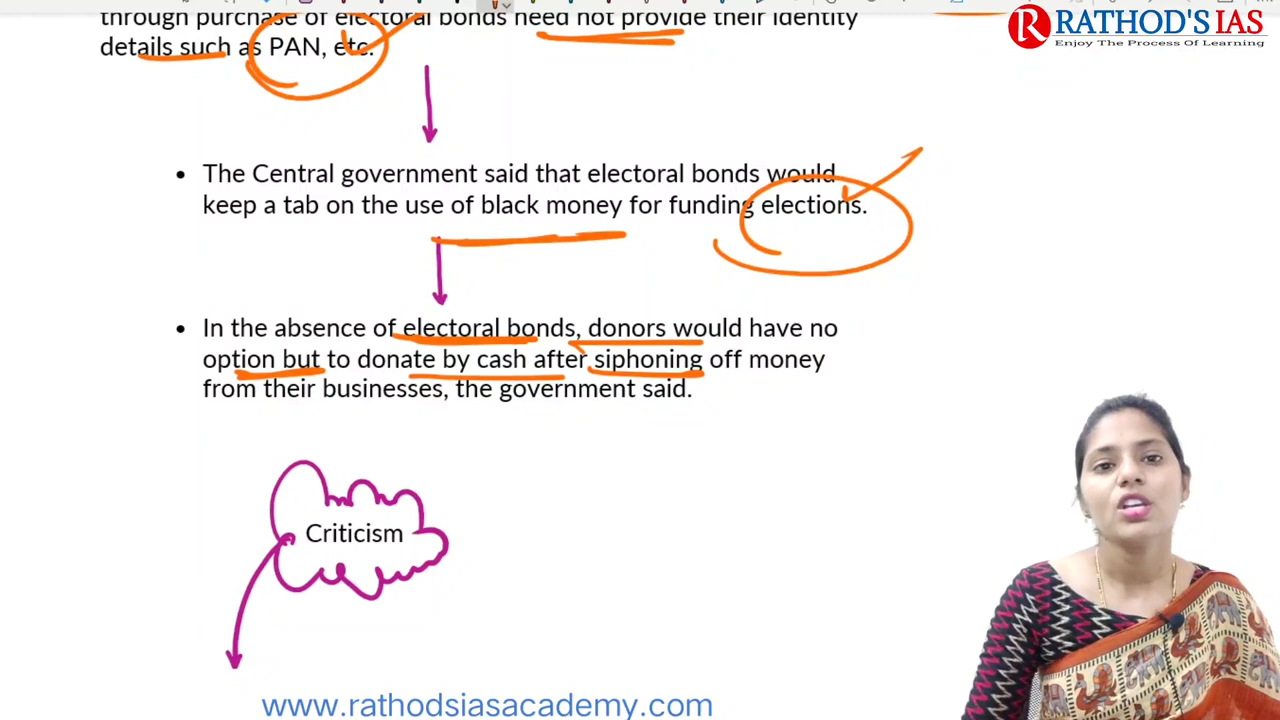 through purchase of electoral bonds need not provide their identity
details such as PAN, etc.
RATHOD'S IAS
Enjoy The Process Of Learning
• The Central government said that electoral bonds would
keep a tab on the use of black money for funding elections.
• In the absence of electoral bonds, donors would have no
option but to donate by cash after siphoning off money
from their businesses, the government said.
Criticism
www.rathodsiasacademy.com